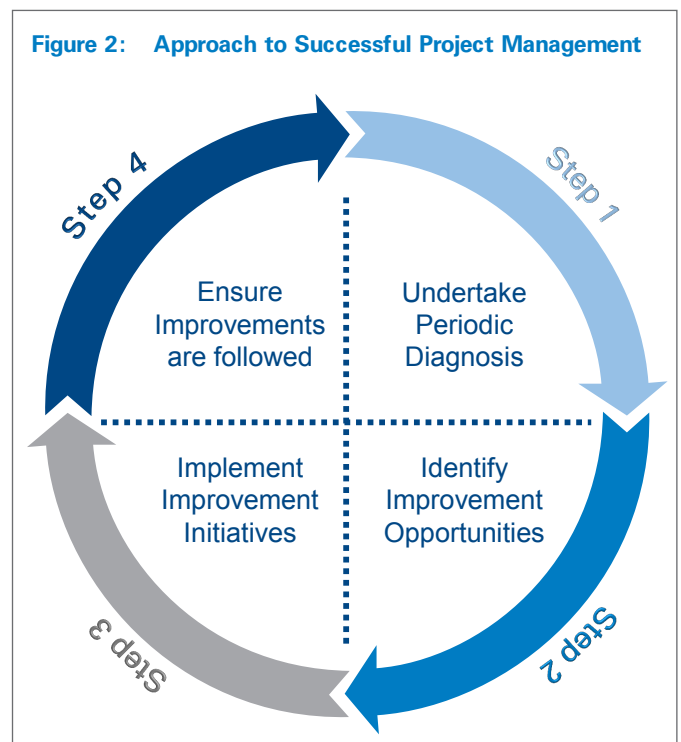 Figure 2: Approach to Successful Project Management
Step 4
Step 1
Ensure
Improvements
are followed
Undertake
Periodic
Diagnosis
Implement
Improvement
Initiatives
Identify
Improvement
Opportunities
Step 3
Step 2